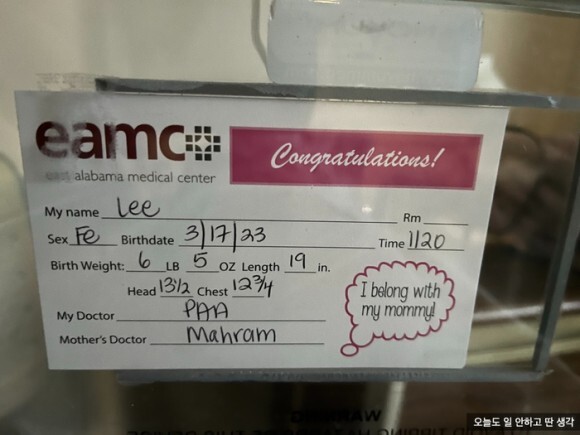 eamc
east alabama medical center
Congratulations!
My name Lee Rm
Sex Fe Birthdate 3/17/23 Time 1120
Birth Weight: 6 LB 5 OZ Length 19 in.
Head 13 1/2 Chest 12 3/4
My Doctor PAA
Mother's Doctor Mahram
I belong with
my mommy!
WARNING
오늘도 일 안하고 딴 생각